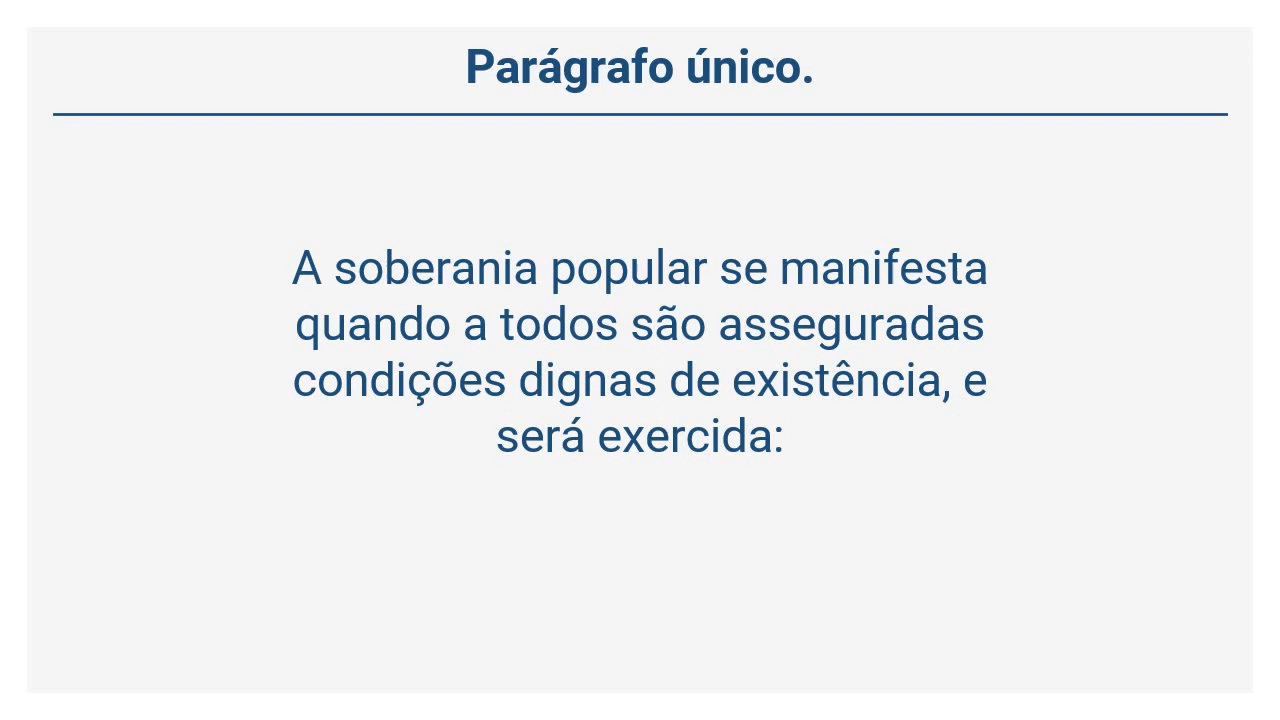 Parágrafo único.
A soberania popular se manifesta
quando a todos são asseguradas
condições dignas de existência, e
será exercida: